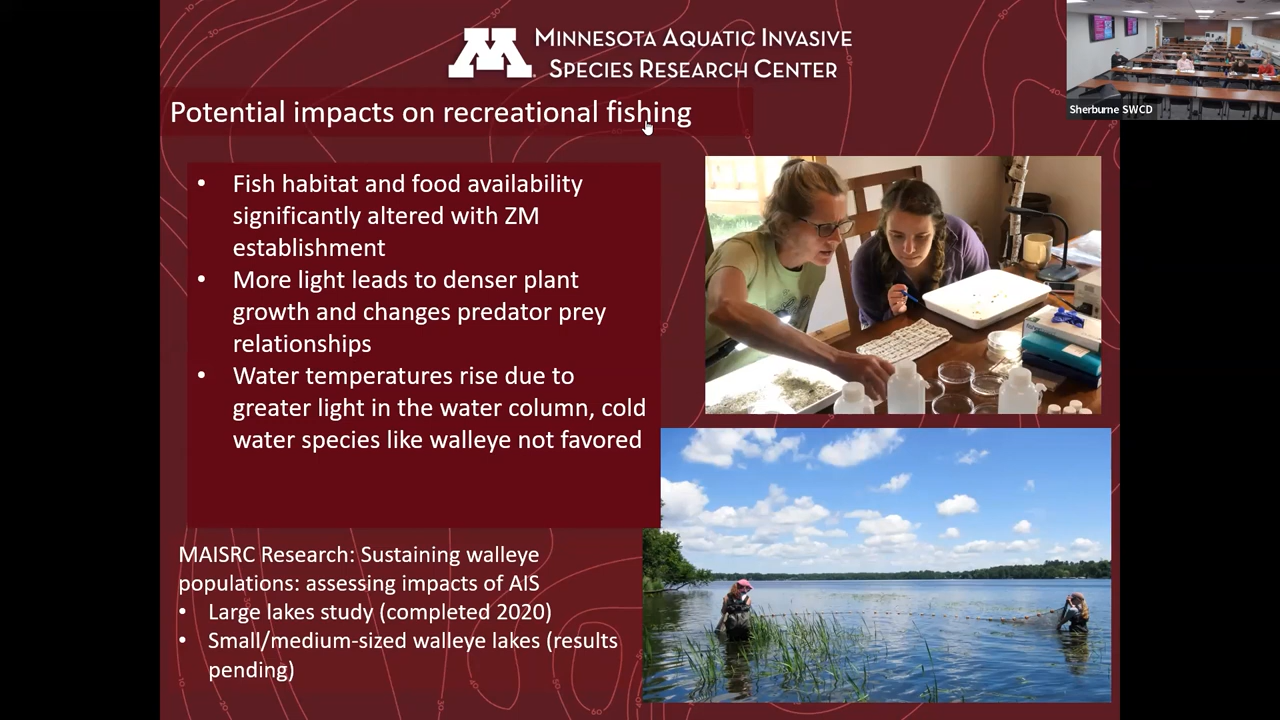 MINNESOTA AQUATIC INVASIVE
SPECIES RESEARCH CENTER
Sherburne SWCD
Potential impacts on recreational fishing
• Fish habitat and food availability
significantly altered with ZM
establishment
• More light leads to denser plant
growth and changes predator prey
relationships
• Water temperatures rise due to
greater light in the water column, cold
water species like walleye not favored
MAISRC Research: Sustaining walleye
populations: assessing impacts of AIS
• Large lakes study (completed 2020)
• Small/medium-sized walleye lakes (results
pending)